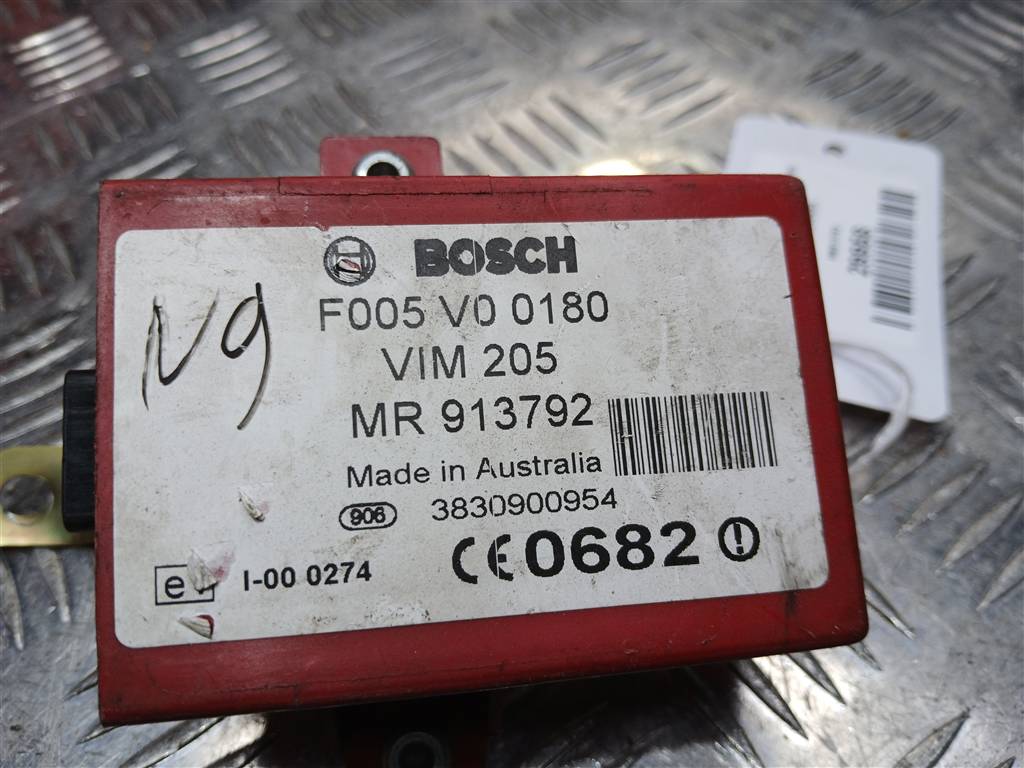 BOSCH
F005 V0 0180
VIM 205
N9
MR 913792
Made in Australia
906 3830900954
CE 0682
e
I-00 0274